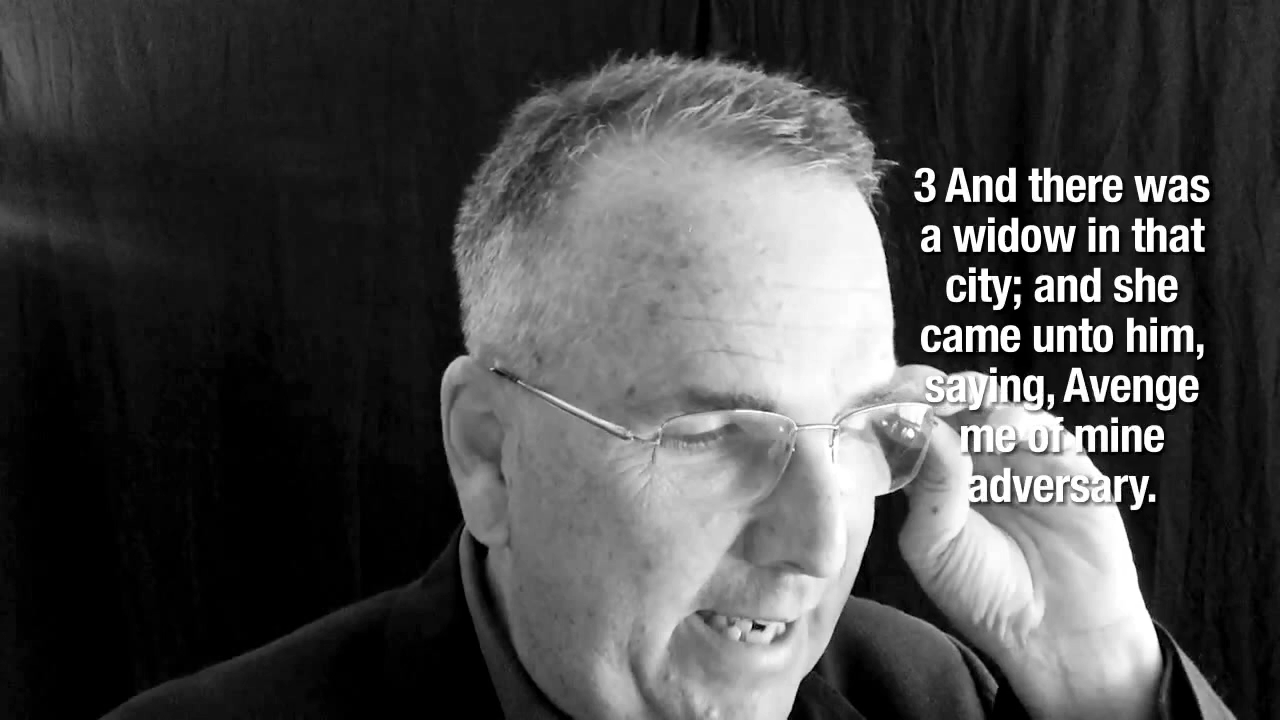 3 And there was
a widow in that
city; and she
came unto him,
saying, Avenge
me of mine
adversary.